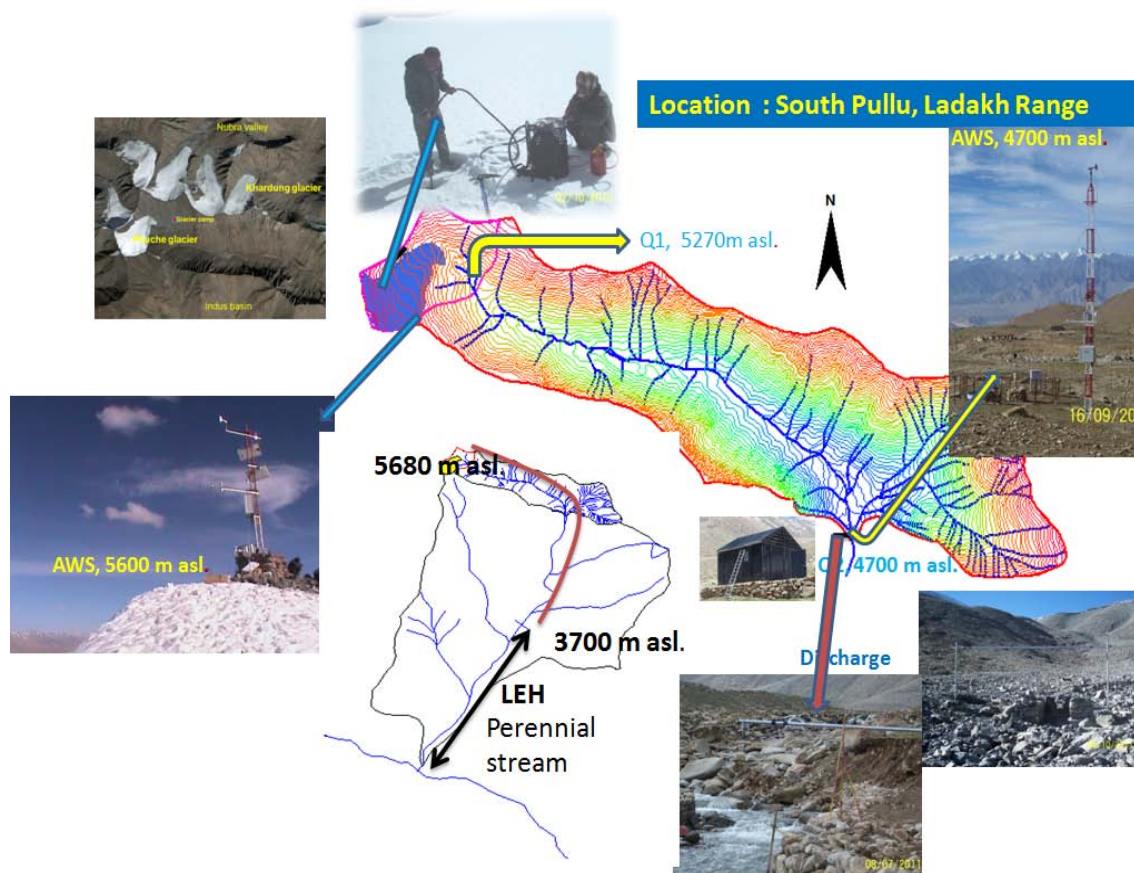 Location : South Pullu, Ladakh Range
Nubra valley
Khardung glacier
Glacier camp
glacier
Indus basin
AWS, 4700 m asl.
N
Q1, 5270m asl.
16/09/20
AWS, 5600 m asl.
5680 m asl.
4700 m asl.
3700 m asl.
Discharge
LEH
Perennial
stream
08/07/2011